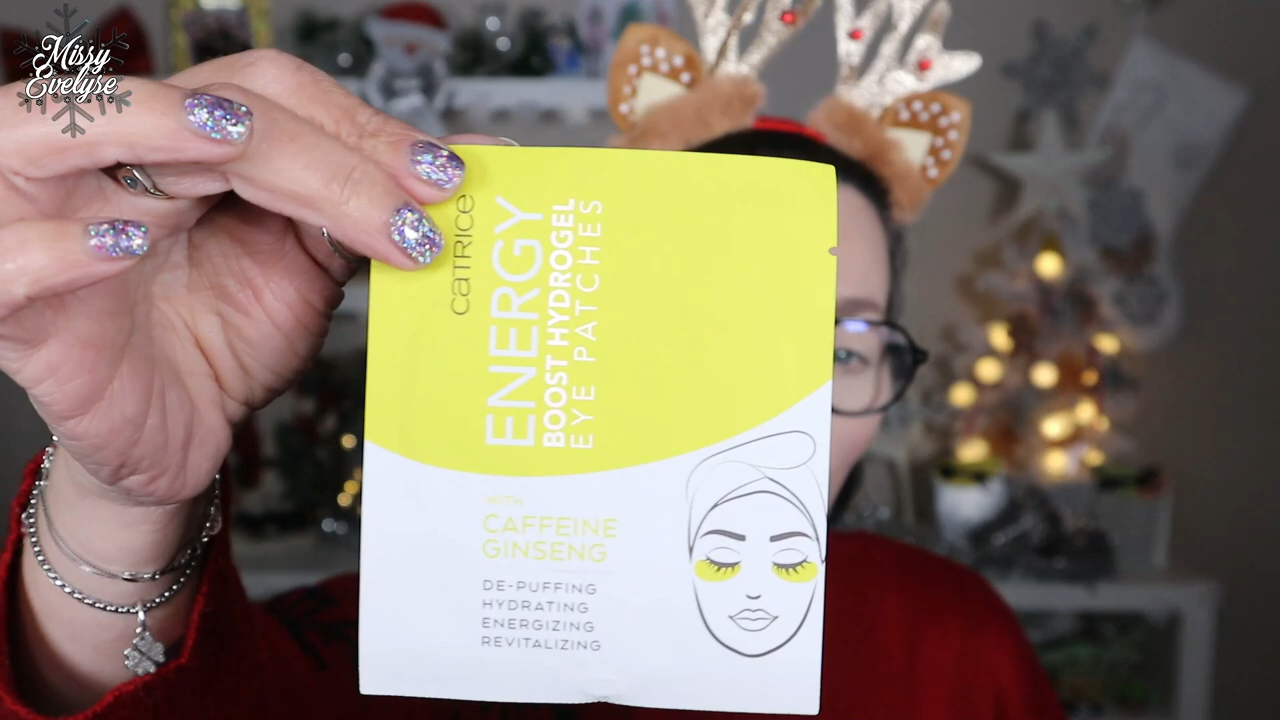 Missy
Evelyse
CATRICE
ENERGY
BOOST HYDROGEL
EYE PATCHES
WITH
CAFFEINE
GINSENG
DE-PUFFING
HYDRATING
ENERGIZING
REVITALIZING